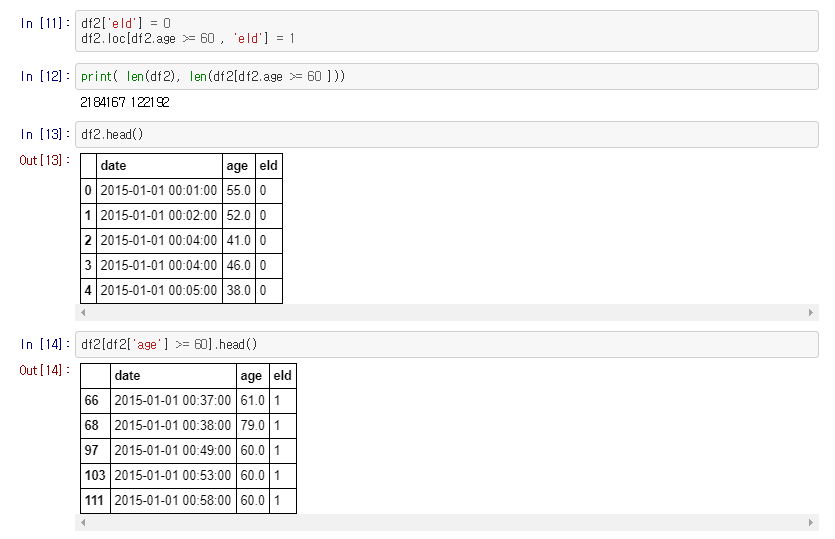 In [11]: df2['eld'] = 0
df2.loc[df2.age >= 60 , 'eld'] = 1
In [12]: print( len(df2), len(df2[df2.age >= 60 ]))
2184167 122192
In [13]: df2.head()
Out[13]:
date age eld
0 2015-01-01 00:01:00 55.0 0
1 2015-01-01 00:02:00 52.0 0
2 2015-01-01 00:04:00 41.0 0
3 2015-01-01 00:04:00 46.0 0
4 2015-01-01 00:05:00 38.0 0
In [14]: df2[df2['age'] >= 60].head()
Out[14]:
date age eld
66 2015-01-01 00:37:00 61.0 1
68 2015-01-01 00:38:00 79.0 1
97 2015-01-01 00:49:00 60.0 1
103 2015-01-01 00:53:00 60.0 1
111 2015-01-01 00:58:00 60.0 1